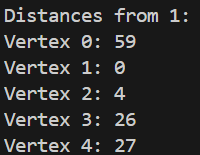 Distances from 1:
Vertex 0: 59
Vertex 1: 0
Vertex 2: 4
Vertex 3: 26
Vertex 4: 27